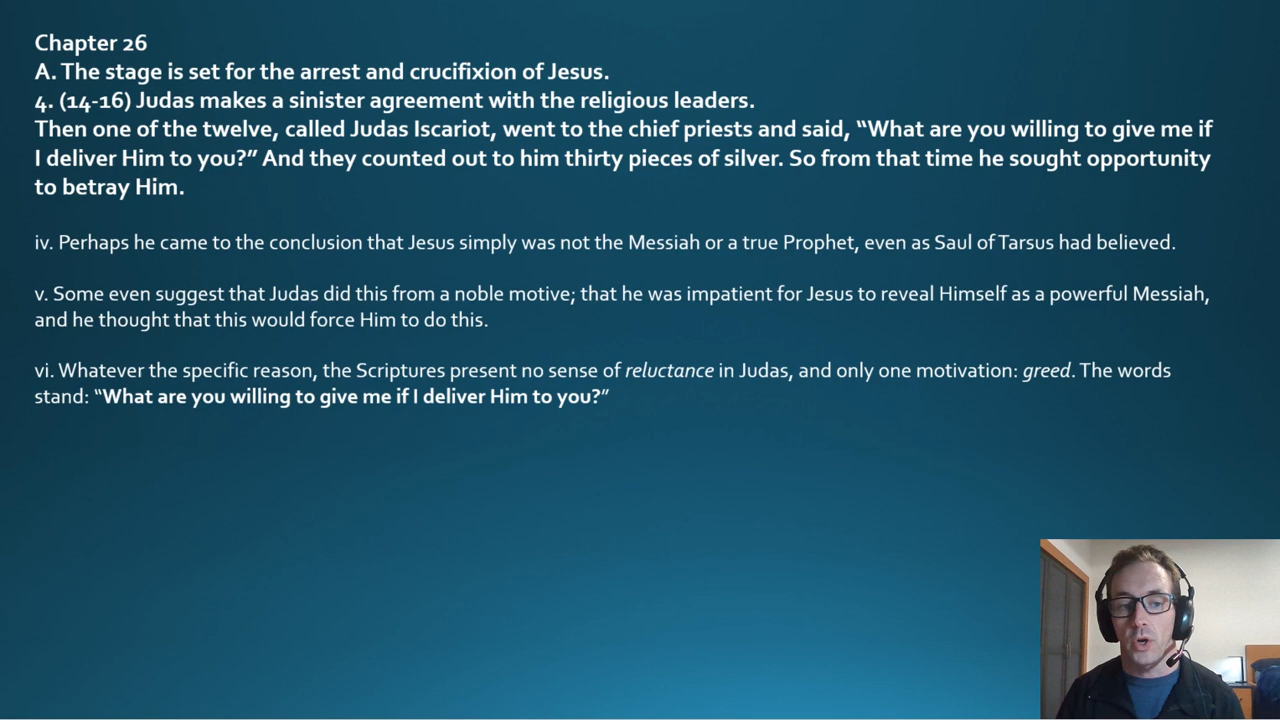 Chapter 26
A. The stage is set for the arrest and crucifixion of Jesus.
4. (14-16) Judas makes a sinister agreement with the religious leaders.
Then one of the twelve, called Judas Iscariot, went to the chief priests and said, “What are you willing to give me if
I deliver Him to you?” And they counted out to him thirty pieces of silver. So from that time he sought opportunity
to betray Him.
iv. Perhaps he came to the conclusion that Jesus simply was not the Messiah or a true Prophet, even as Saul of Tarsus had believed.
v. Some even suggest that Judas did this from a noble motive; that he was impatient for Jesus to reveal Himself as a powerful Messiah,
and he thought that this would force Him to do this.
vi. Whatever the specific reason, the Scriptures present no sense of reluctance in Judas, and only one motivation: greed. The words
stand: “What are you willing to give me if I deliver Him to you?”